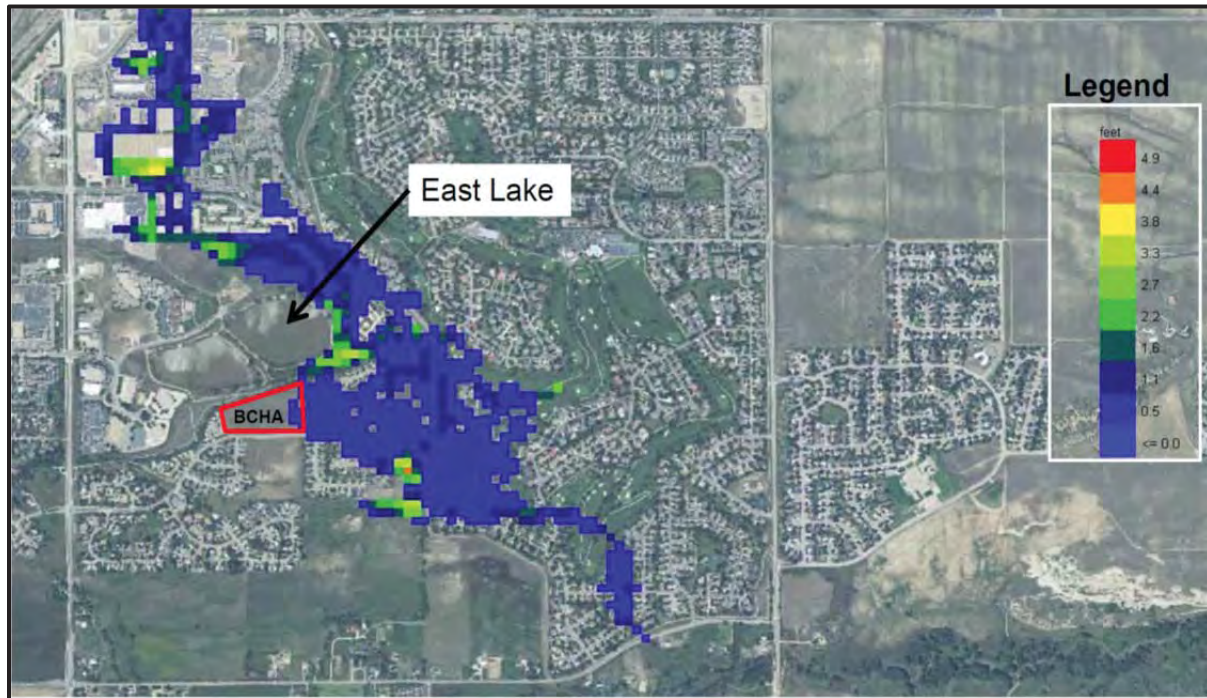 Legend
feet
4.9
4.4
3.8
3.3
2.7
2.2
1.6
1.1
0.5
<= 0.0
East Lake
BCHA